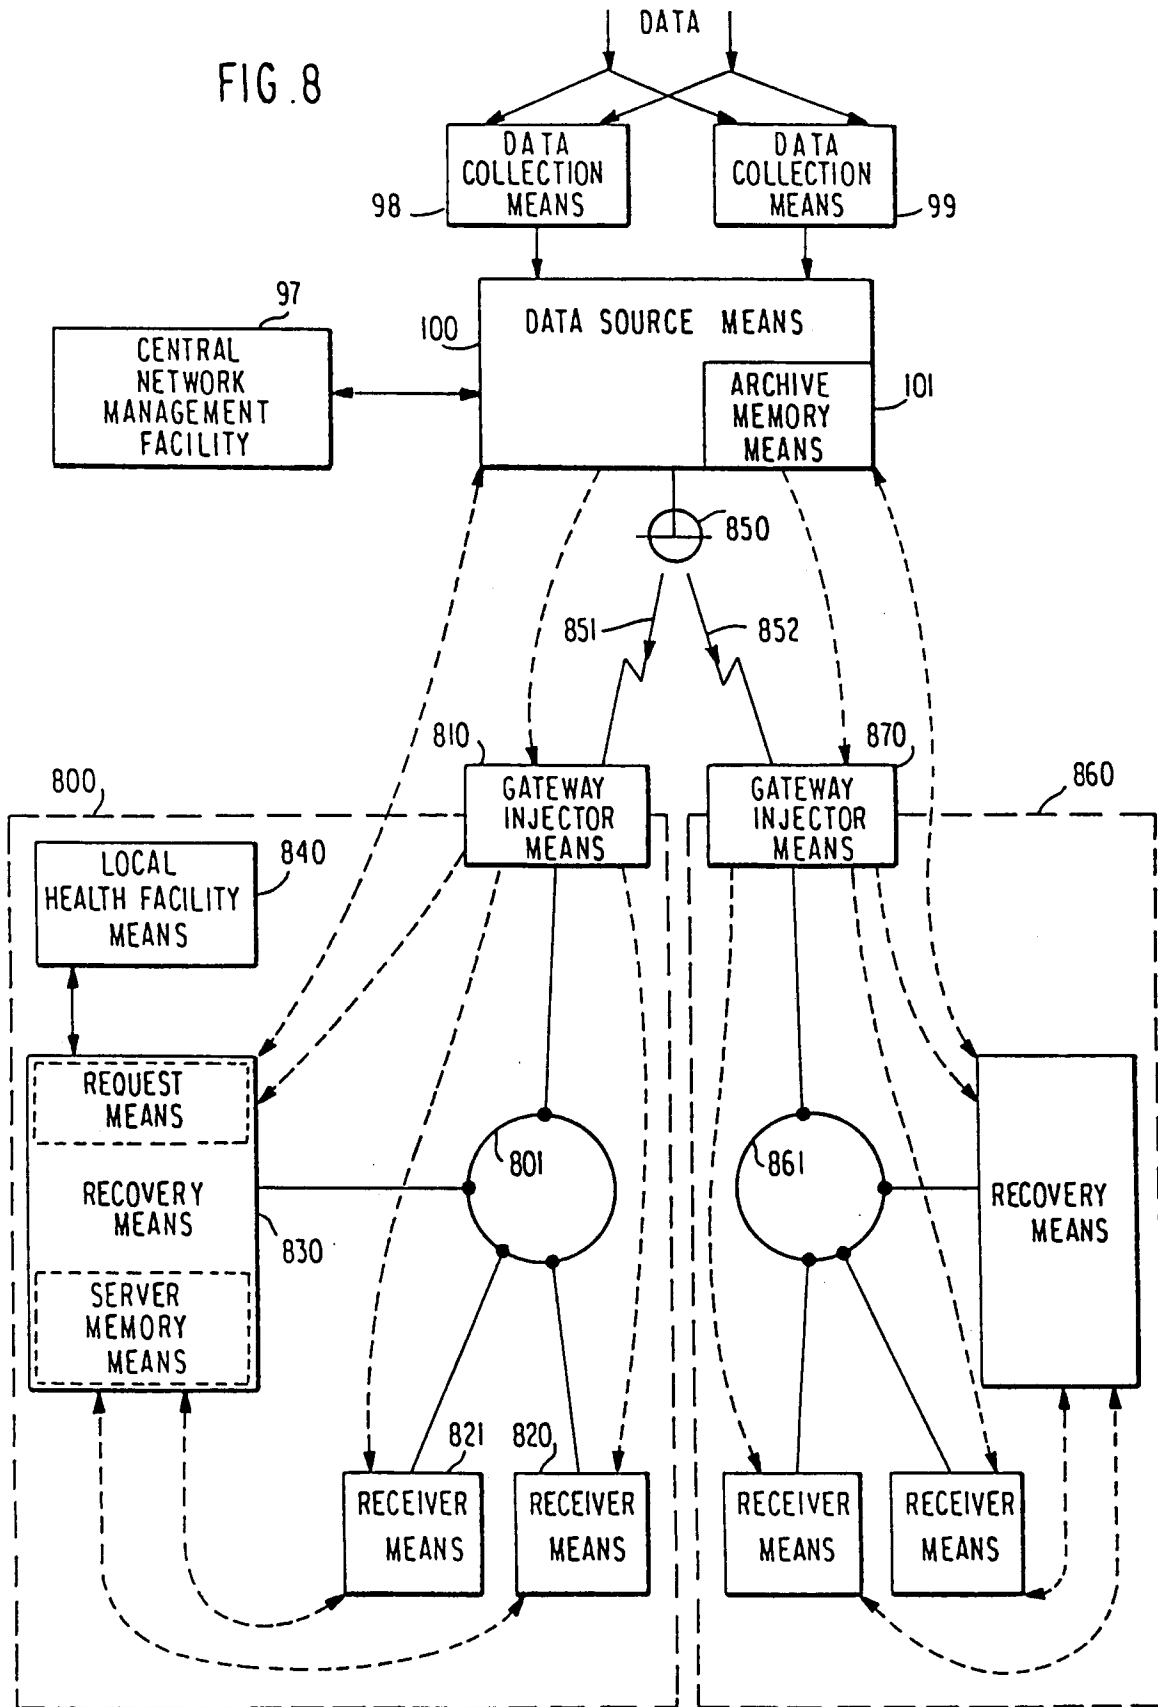 DATA
FIG.8
DATA
COLLECTION
MEANS
98
DATA
COLLECTION
MEANS
99
97
CENTRAL
NETWORK
MANAGEMENT
FACILITY
100
DATA SOURCE MEANS
ARCHIVE
MEMORY
MEANS
101
850
851
852
810
GATEWAY
INJECTOR
MEANS
870
GATEWAY
INJECTOR
MEANS
800
860
LOCAL
HEALTH FACILITY
MEANS
840
REQUEST
MEANS
RECOVERY
MEANS
830
SERVER
MEMORY
MEANS
801
861
RECOVERY
MEANS
821
RECEIVER
MEANS
820
RECEIVER
MEANS
RECEIVER
MEANS
RECEIVER
MEANS